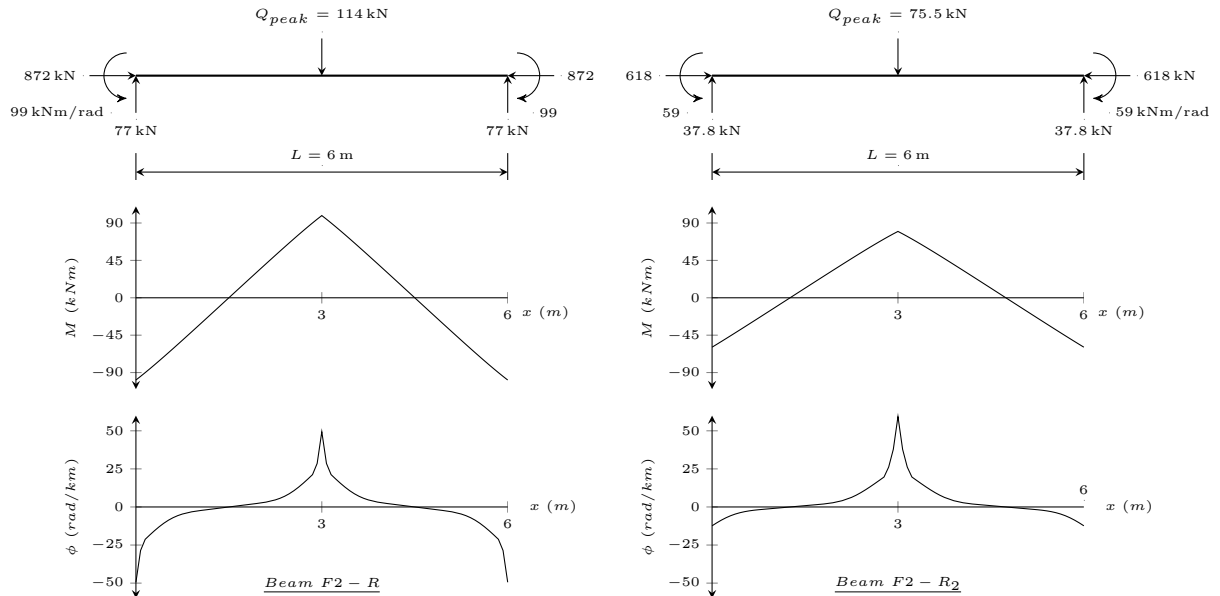 Q_peak = 114 kN
872 kN
872
99 kNm/rad
99
77 kN
77 kN
L = 6 m
M (kNm)
90
45
0
−45
−90
3
6
x (m)
ϕ (rad/km)
50
25
0
−25
−50
3
6
x (m)
Beam F2 − R
Q_peak = 75.5 kN
618
618 kN
59
59 kNm/rad
37.8 kN
37.8 kN
L = 6 m
M (kNm)
90
45
0
−45
−90
3
6
x (m)
ϕ (rad/km)
50
25
0
−25
−50
3
6
x (m)
Beam F2 − R₂